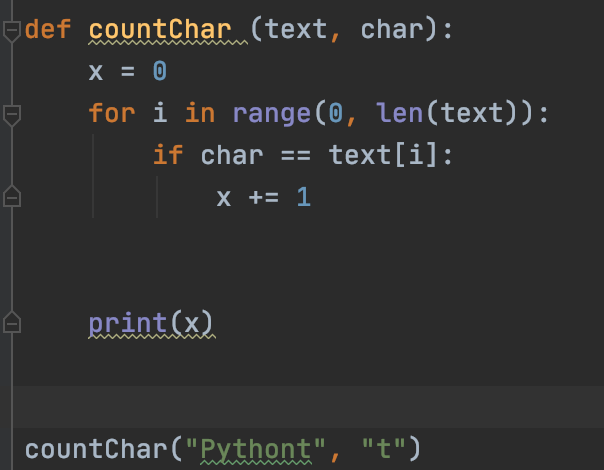 def countChar (text, char):
    x = 0
    for i in range(0, len(text)):
        if char == text[i]:
            x += 1
    print(x)
countChar("Pythont", "t")